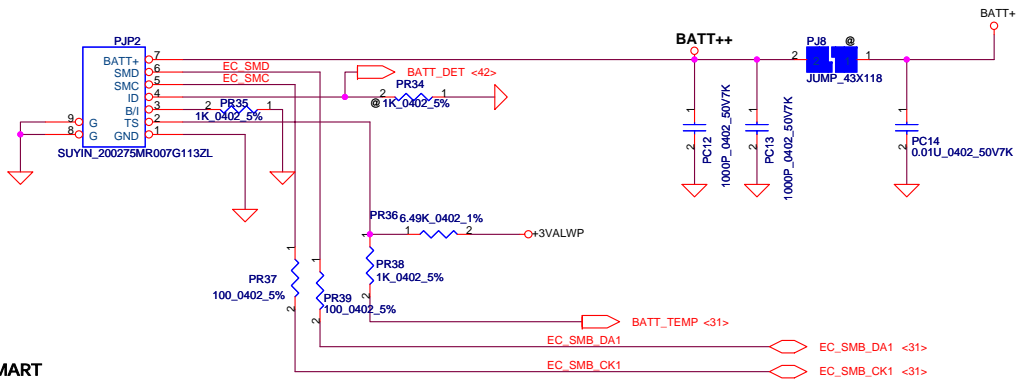 BATT+
PJP2
BATT++
PJ8
@
BATT+
7
EC_SMD
2
2
1
1
SMD
6
EC_SMC
BATT_DET <42>
JUMP_43X118
SMC
5
PR34
ID
4
2
1
B/I
3
2
PR35
1
@
1K_0402_5%
9
G
TS
2
1K_0402_5%
8
G
GND
1
SUYIN_200275MR007G113ZL
1
2
PC12
1000P_0402_50V7K
1
2
PC13
1000P_0402_50V7K
1
2
PC14
0.01U_0402_50V7K
PR36
6.49K_0402_1%
1
2
+3VALWP
1
PR38
1K_0402_5%
2
1
PR37
100_0402_5%
2
1
PR39
100_0402_5%
2
BATT_TEMP <31>
EC_SMB_DA1
EC_SMB_DA1 <31>
EC_SMB_CK1
EC_SMB_CK1 <31>
MART